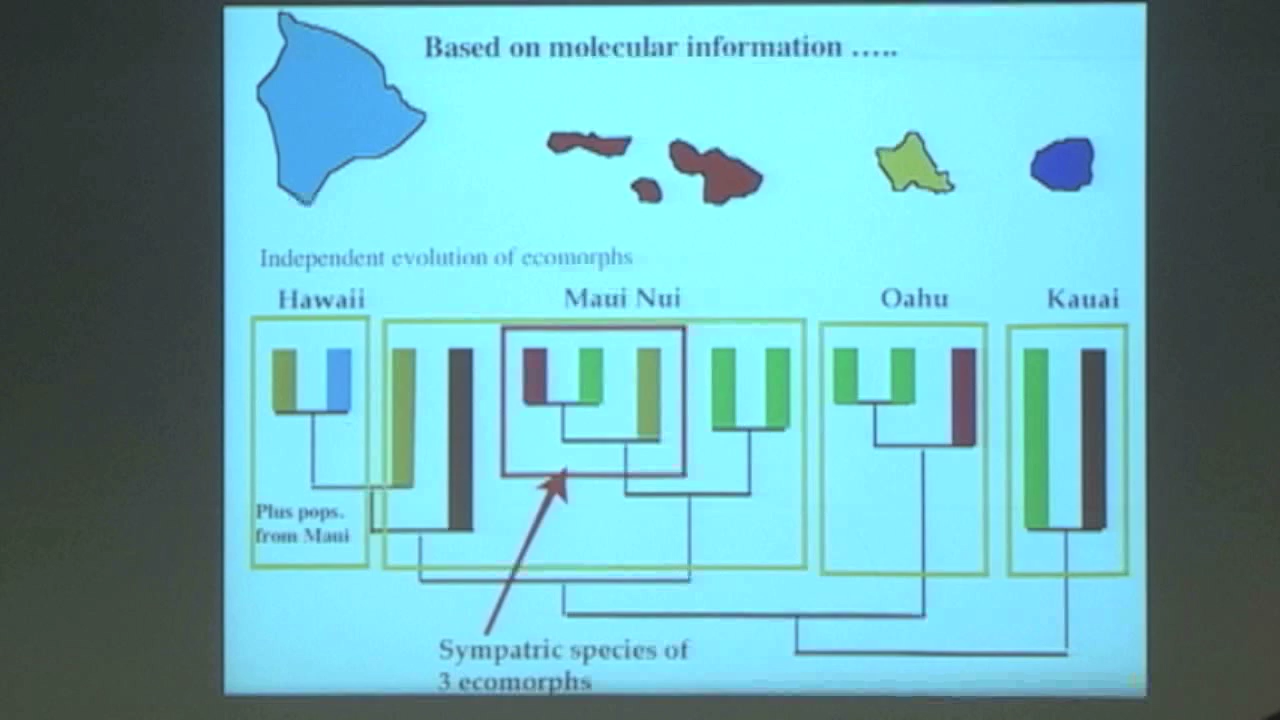 Based on molecular information .....
Independent evolution of ecomorphs
Hawaii
Maui Nui
Oahu
Kauai
Plus pops.
from Maui
Sympatric species of
3 ecomorphs